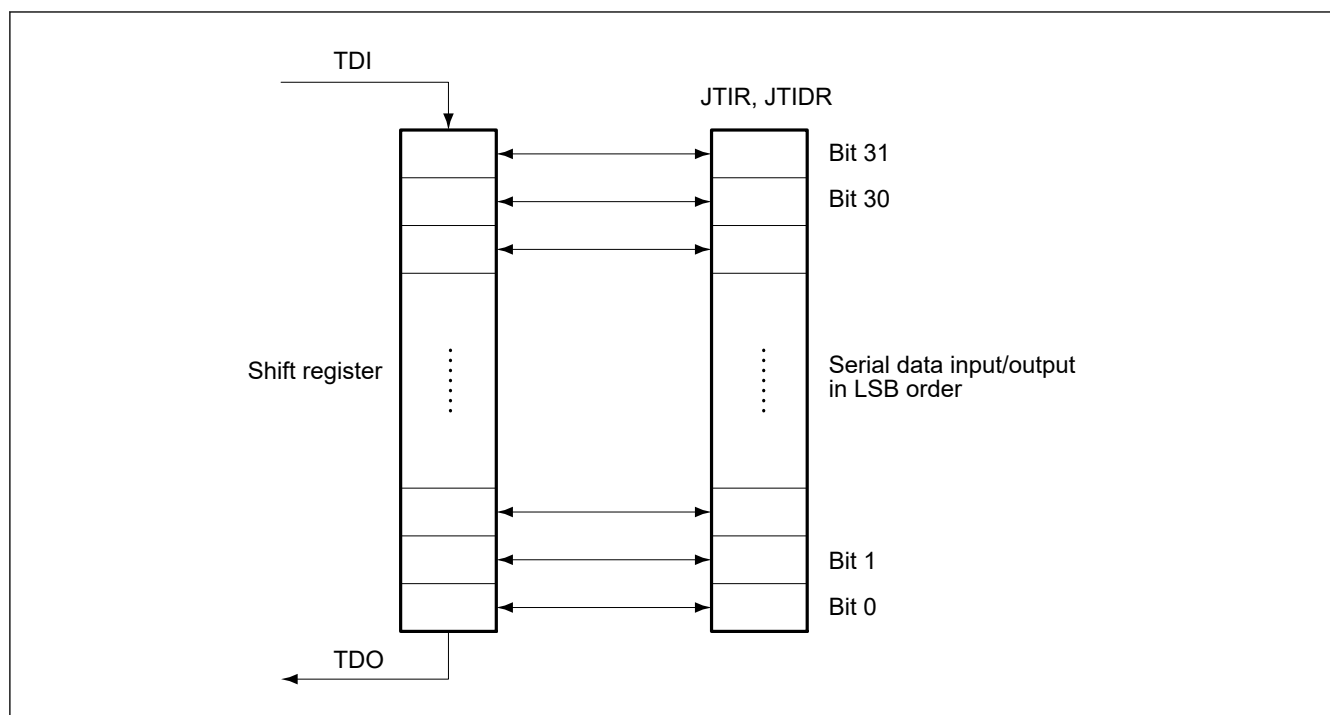 TDI
JTIR, JTIDR
Bit 31
Bit 30
Shift register
Serial data input/output
in LSB order
Bit 1
Bit 0
TDO